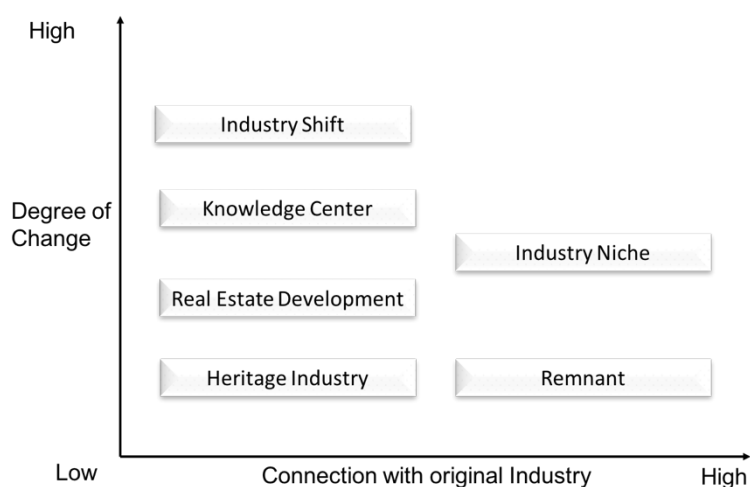 High
Industry Shift
Knowledge Center
Degree of
Change
Industry Niche
Real Estate Development
Heritage Industry
Remnant
Low
Connection with original Industry
High